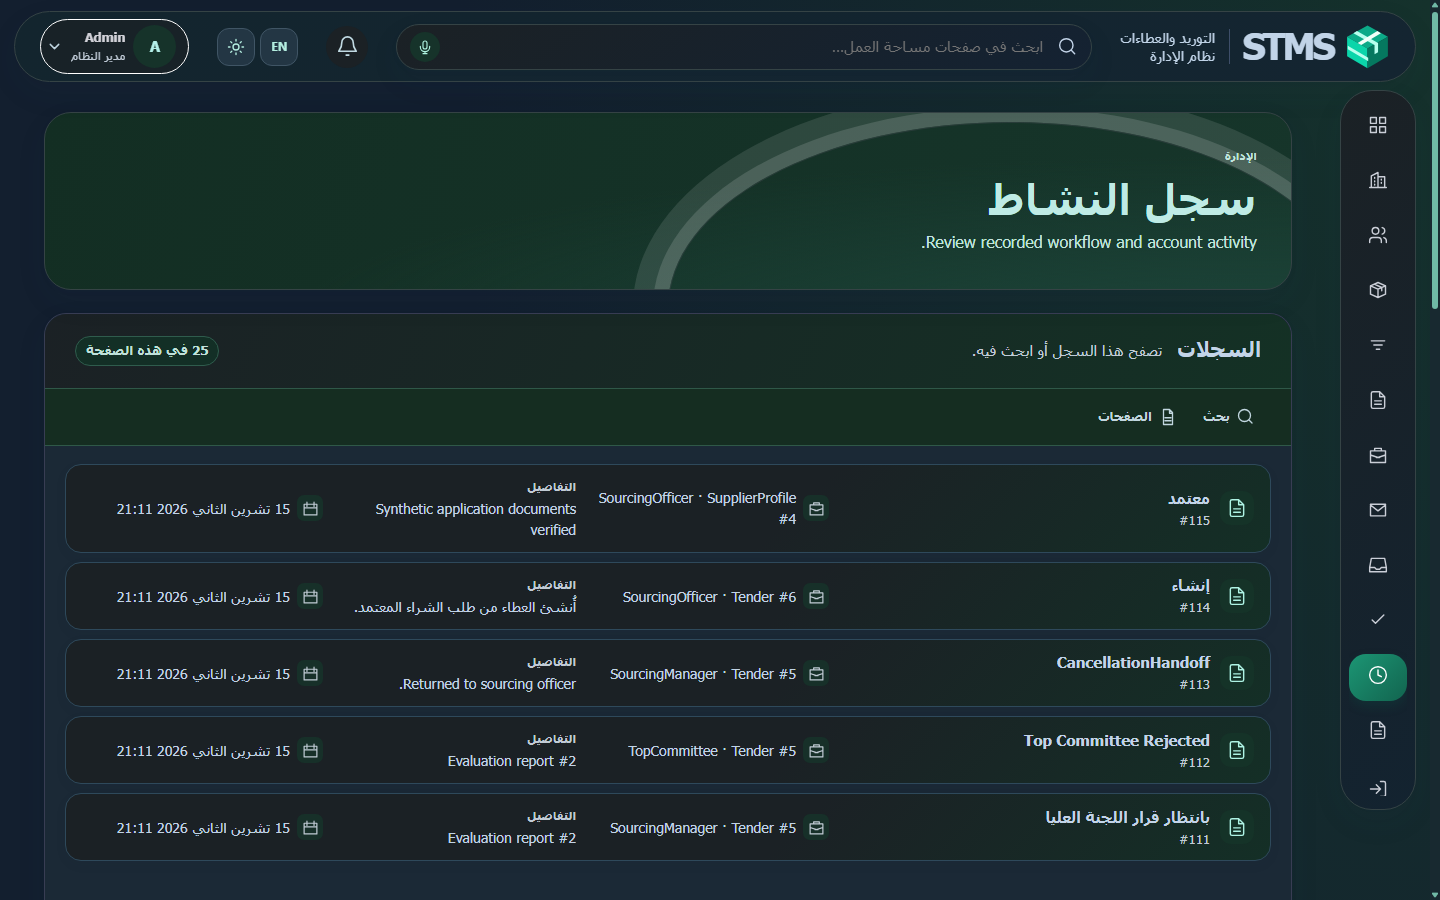 STMS
التوريد والعطاءات
نظام الإدارة
ابحث في صفحات مساحة العمل...
EN
A
Admin
مدير النظام
الإدارة
سجل النشاط
Review recorded workflow and account activity.
السجلات
تصفح هذا السجل أو ابحث فيه.
25 في هذه الصفحة
بحث
الصفحات
معتمد
#115
SourcingOfficer · SupplierProfile #4
التفاصيل
Synthetic application documents verified
15 تشرين الثاني 2026 21:11
إنشاء
#114
SourcingOfficer · Tender #6
التفاصيل
أُنشئ العطاء من طلب الشراء المعتمد.
15 تشرين الثاني 2026 21:11
CancellationHandoff
#113
SourcingManager · Tender #5
التفاصيل
Returned to sourcing officer.
15 تشرين الثاني 2026 21:11
Top Committee Rejected
#112
TopCommittee · Tender #5
التفاصيل
Evaluation report #2
15 تشرين الثاني 2026 21:11
بانتظار قرار اللجنة العليا
#111
SourcingManager · Tender #5
التفاصيل
Evaluation report #2
15 تشرين الثاني 2026 21:11